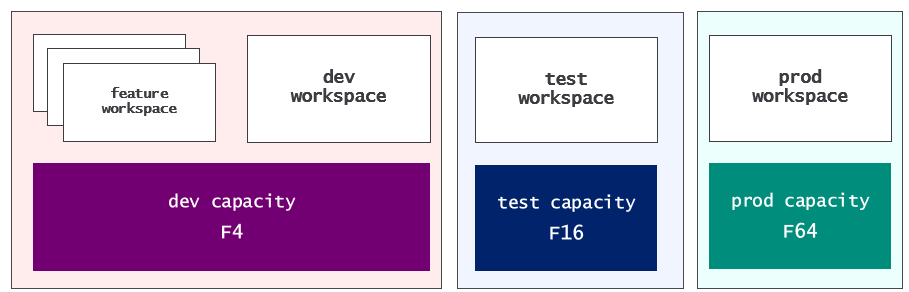 feature
workspace
dev
workspace
dev capacity
F4
test
workspace
test capacity
F16
prod
workspace
prod capacity
F64